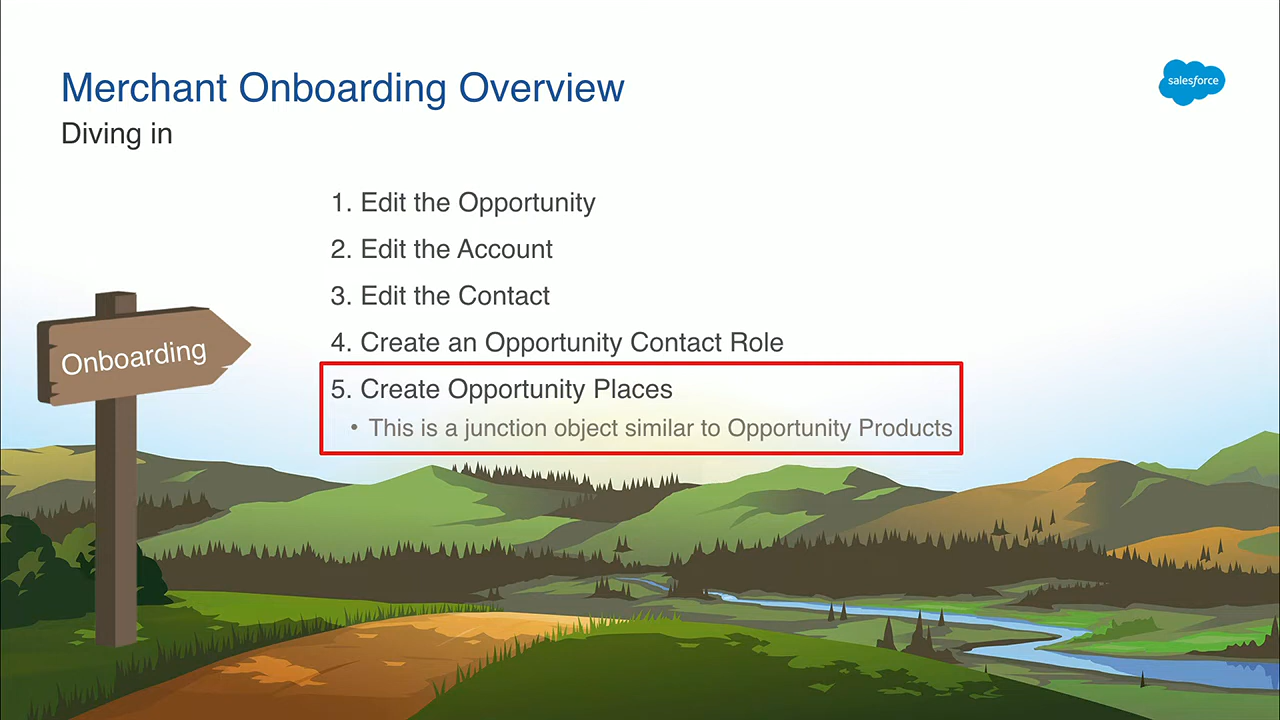 Merchant Onboarding Overview
salesforce
Diving in
1. Edit the Opportunity
2. Edit the Account
3. Edit the Contact
4. Create an Opportunity Contact Role
5. Create Opportunity Places
• This is a junction object similar to Opportunity Products
Onboarding